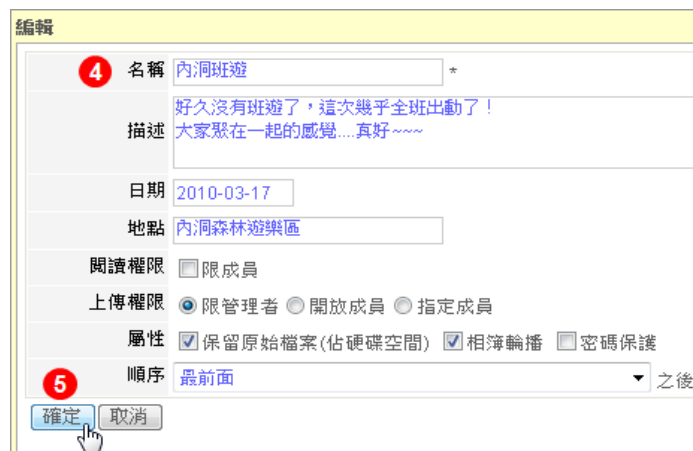 編輯
4 名稱 內洞班遊 *
描述 好久沒有班遊了，這次幾乎全班出動了！
大家聚在一起的感覺....真好~~~
日期 2010-03-17
地點 內洞森林遊樂區
閱讀權限 限成員
上傳權限 限管理者 開放成員 指定成員
屬性 保留原始檔案(佔硬碟空間) 相簿輪播 密碼保護
順序 最前面 之後
5
確定 取消